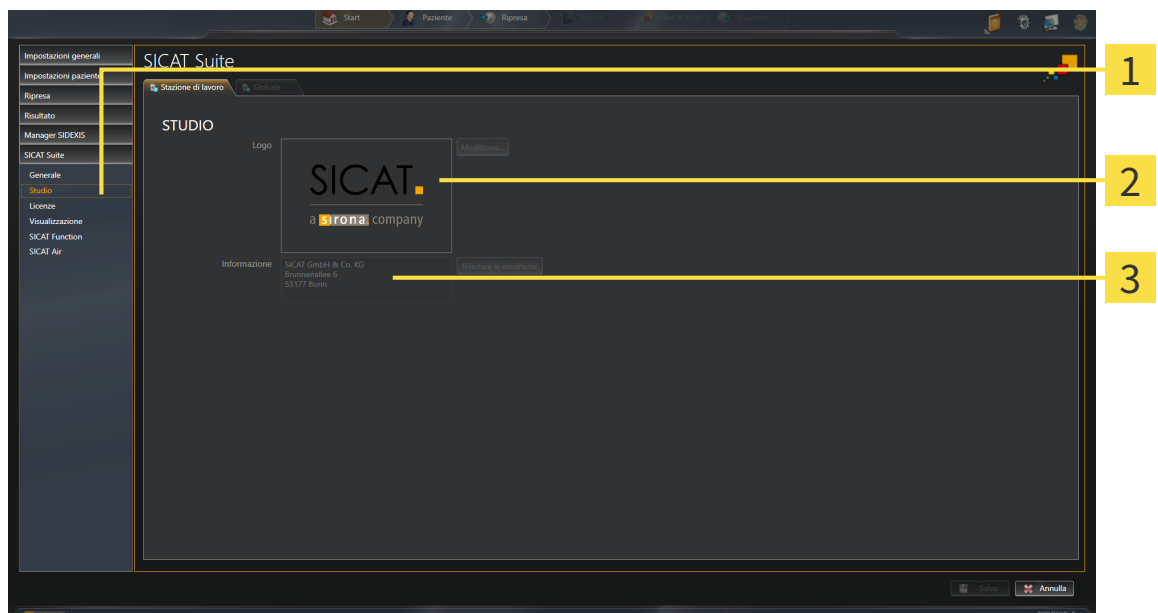 Start
Paziente
Ripresa
Impostazioni generali
Impostazioni paziente
Ripresa
Risultato
Manager SIDEXIS
SICAT Suite
Generale
Studio
Licenze
Visualizzazione
SICAT Function
SICAT Air
SICAT Suite
Stazione di lavoro
Globale
STUDIO
Logo
SICAT.
a sirona. company
Modificare...
Informazione
SICAT GmbH & Co. KG
Brunnenallee 6
53177 Bonn
Rifiutare le modifiche
Salva
Annulla
1
2
3